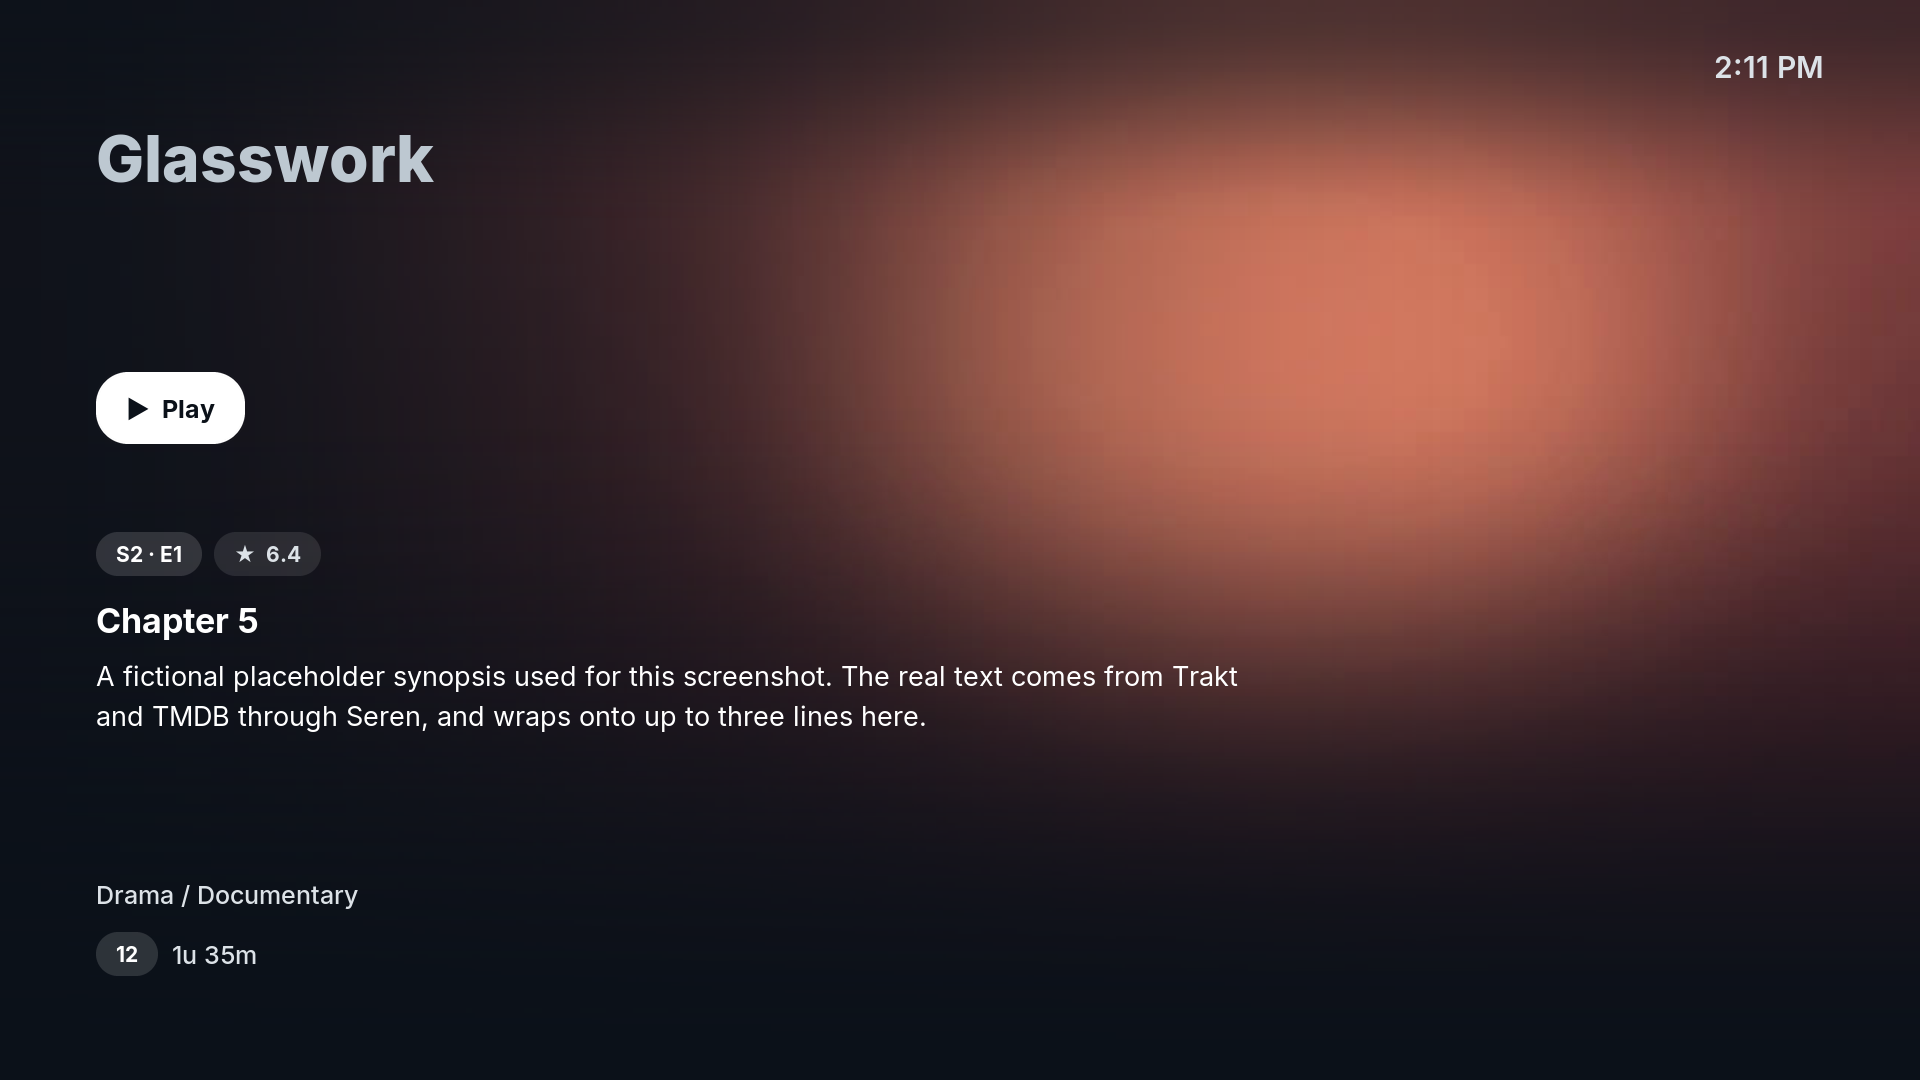 2:11 PM
Glasswork
▶ Play
S2 · E1 ★ 6.4
Chapter 5
A fictional placeholder synopsis used for this screenshot. The real text comes from Trakt
and TMDB through Seren, and wraps onto up to three lines here.
Drama / Documentary
12 1u 35m